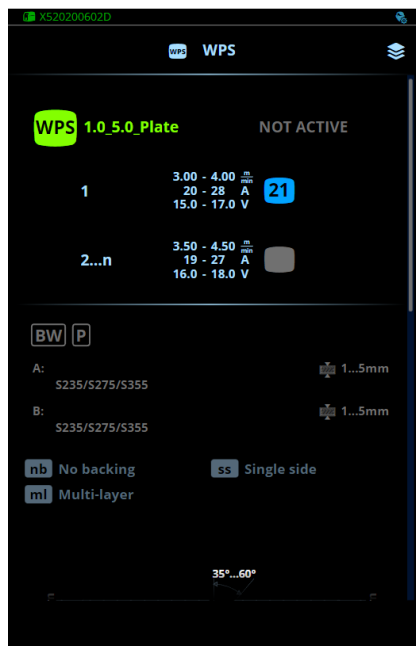 X520200602D
WPS WPS
WPS 1.0_5.0_Plate NOT ACTIVE
1 3.00 - 4.00 m/min 21
20 - 28 A
15.0 - 17.0 V
2...n 3.50 - 4.50 m/min
19 - 27 A
16.0 - 18.0 V
BW P
A: 1...5mm
S235/S275/S355
B: 1...5mm
S235/S275/S355
nb No backing ss Single side
ml Multi-layer
35°...60°